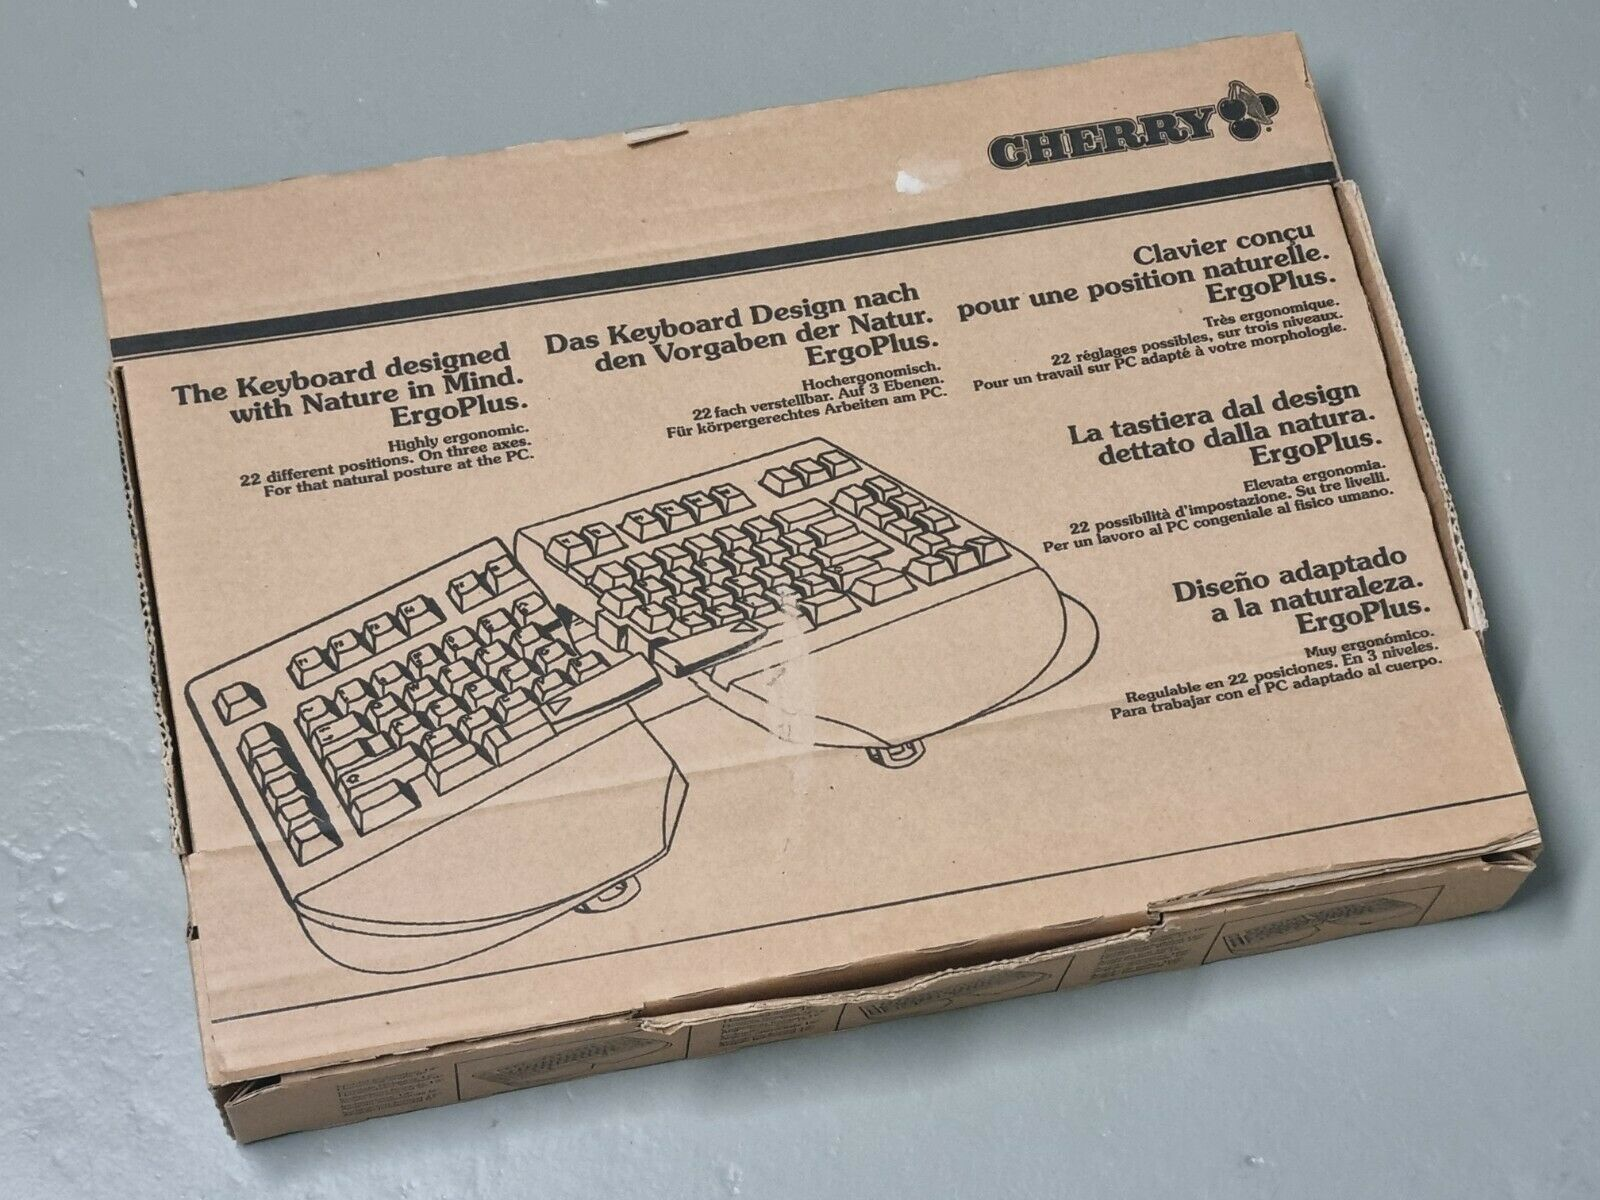 CHERRY
The Keyboard designed
with Nature in Mind.
ErgoPlus.
Highly ergonomic.
22 different positions. On three axes.
For that natural posture at the PC.
Das Keyboard Design nach
den Vorgaben der Natur.
ErgoPlus.
Hochergonomisch.
22 fach verstellbar. Auf 3 Ebenen.
Für körpergerechtes Arbeiten am PC.
Clavier conçu
pour une position naturelle.
ErgoPlus.
Très ergonomique.
22 réglages possibles, sur trois niveaux.
Pour un travail sur PC adapté à votre morphologie.
La tastiera dal design
dettato dalla natura.
ErgoPlus.
Elevata ergonomia.
22 possibilità d'impostazione. Su tre livelli.
Per un lavoro al PC congeniale al fisico umano.
Diseño adaptado
a la naturaleza.
ErgoPlus.
Muy ergonómico.
Regulable en 22 posiciones. En 3 niveles.
Para trabajar con el PC adaptado al cuerpo.